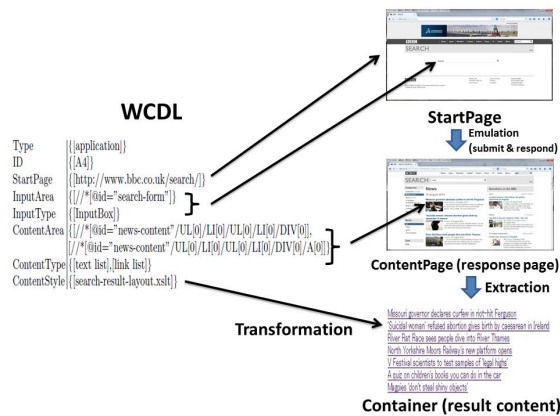 WCDL
Type {[application]}
ID {[A4]}
StartPage {[http://www.bbc.co.uk/search/]}
InputArea {[//*[@id="search-form"]}
InputType {[InputBox]}
ContentArea {[//*[@id="news-content"/UL[0]/LI[0]/UL[0]/LI[0]/DIV[0]],
[//*[@id="news-content"/UL[0]/LI[0]/UL[0]/LI[0]/DIV[0]/A[0]]}
ContentType {[text list],[link list]}
ContentStyle {[search-result-layout.xslt]}
BBC
SEARCH
StartPage
Emulation
(submit & respond)
SEARCH
News
ContentPage (response page)
Extraction
Transformation
Missouri governor declares curfew in riot-hit Ferguson
'Suicidal woman' refused abortion gives birth by caesarean in Ireland
River Rat Race sees people dive into River Thames
North Yorkshire Moors Railway's new platform opens
V Festival scientists to test samples of 'legal highs'
A quiz on children's books you can do in the car
Magpies 'don't steal shiny objects'
Container (result content)